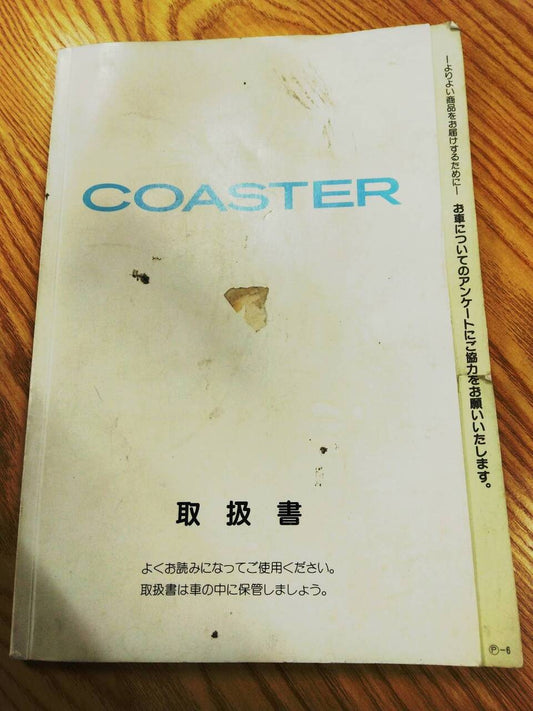 COASTER
取扱書
よくお読みになってご使用ください。
取扱書は車の中に保管しましょう。
ーよりよい商品をお届けするためにー お車についてのアンケートにご協力をお願いいたします。
Ⓟ-6